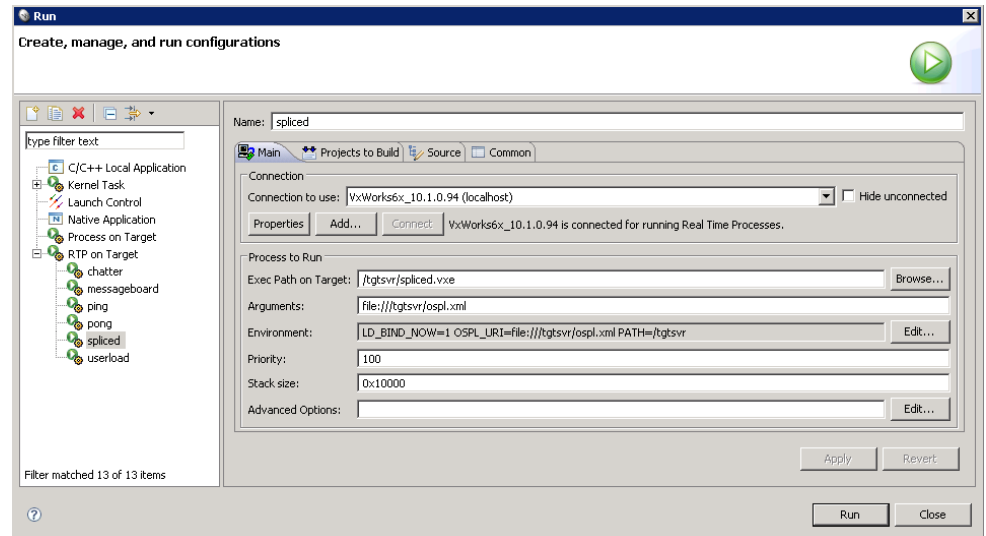 Run
Create, manage, and run configurations
type filter text
C/C++ Local Application
Kernel Task
Launch Control
Native Application
Process on Target
RTP on Target
chatter
messageboard
ping
pong
spliced
userload
Filter matched 13 of 13 items
Name: spliced
Main Projects to Build Source Common
Connection
Connection to use: VxWorks6x_10.1.0.94 (localhost) Hide unconnected
Properties Add... Connect VxWorks6x_10.1.0.94 is connected for running Real Time Processes.
Process to Run
Exec Path on Target: /tgtsvr/spliced.vxe Browse...
Arguments: file:///tgtsvr/ospl.xml
Environment: LD_BIND_NOW=1 OSPL_URI=file:///tgtsvr/ospl.xml PATH=/tgtsvr Edit...
Priority: 100
Stack size: 0x10000
Advanced Options: Edit...
Apply Revert
Run Close